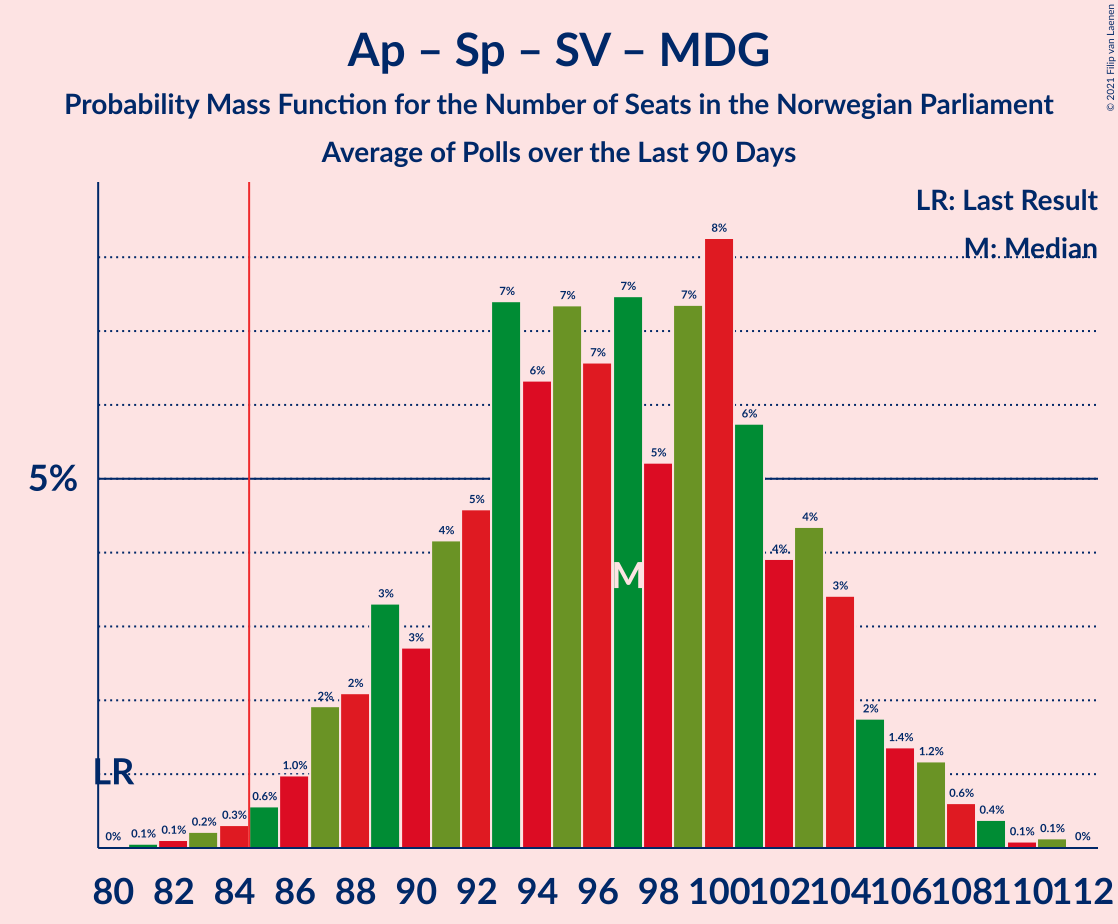 Ap – Sp – SV – MDG
Probability Mass Function for the Number of Seats in the Norwegian Parliament
Average of Polls over the Last 90 Days
© 2021 Filip van Laenen
LR: Last Result
M: Median
5%
LR
M
0% 0.1% 0.1% 0.2% 0.3% 0.6% 1.0% 2% 2% 3% 3% 4% 5% 7% 6% 7% 7% 7% 5% 7% 8% 6% 4% 4% 3% 2% 1.4% 1.2% 0.6% 0.4% 0.1% 0.1% 0%
80 82 84 86 88 90 92 94 96 98 100 102 104 106 108 110 112